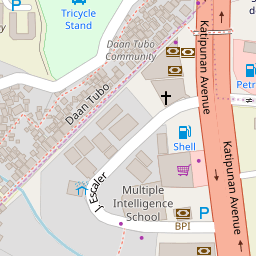 Tricycle
Stand
Daan Tubo
Community
Daan Tubo
Katipunan Avenue
Petr
Shell
J Escaler
Multiple
Intelligence
School
BPI
P
P
Katipunan Avenue